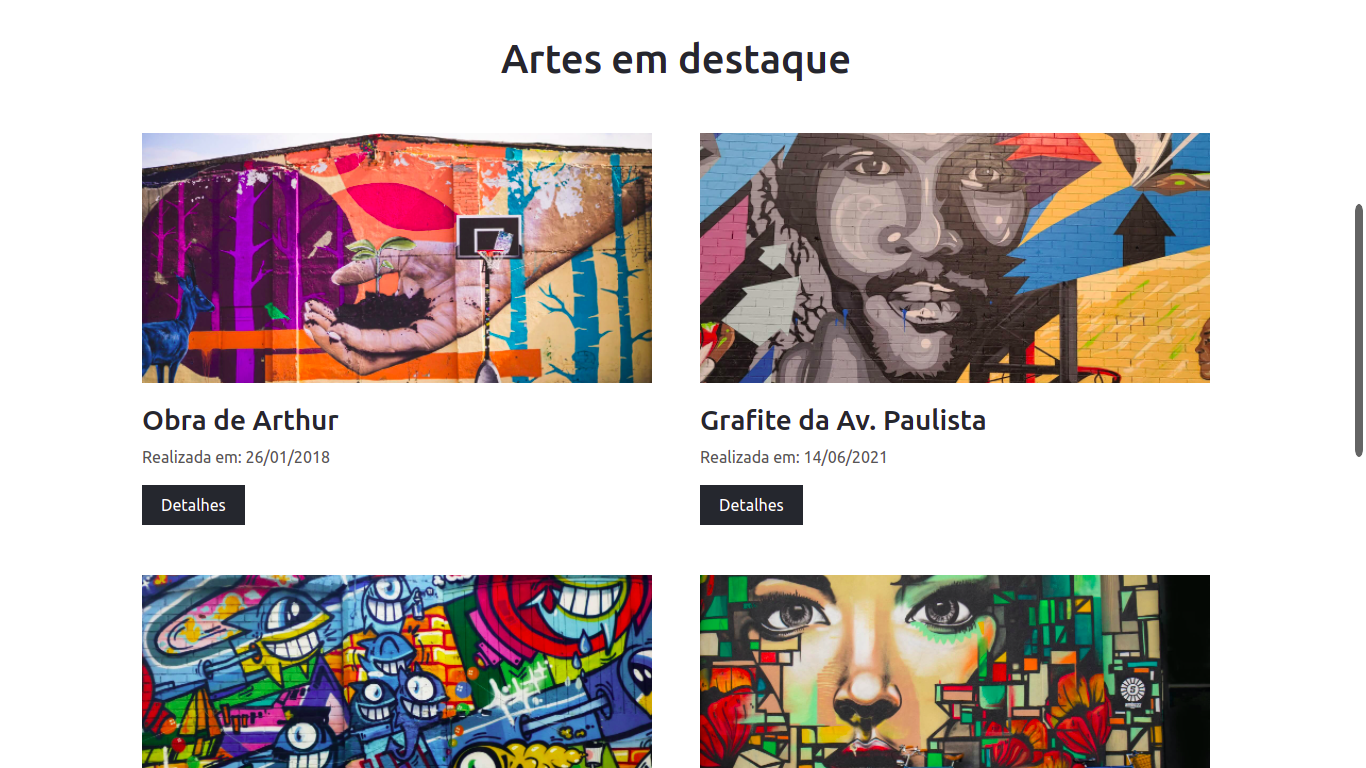 Artes em destaque
Obra de Arthur
Realizada em: 26/01/2018
Detalhes
Grafite da Av. Paulista
Realizada em: 14/06/2021
Detalhes